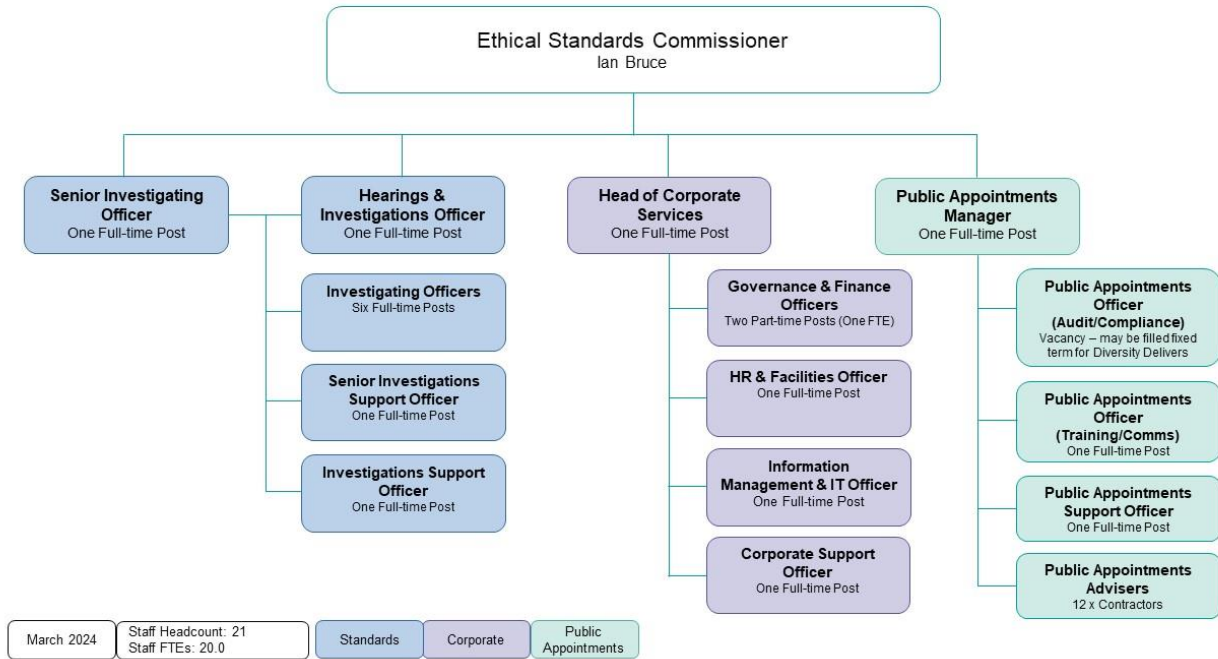 Ethical Standards Commissioner
Ian Bruce
Senior Investigating
Officer
One Full-time Post
Hearings &
Investigations Officer
One Full-time Post
Investigating Officers
Six Full-time Posts
Senior Investigations
Support Officer
One Full-time Post
Investigations Support
Officer
One Full-time Post
Head of Corporate
Services
One Full-time Post
Governance & Finance
Officers
Two Part-time Posts (One FTE)
HR & Facilities Officer
One Full-time Post
Information
Management & IT Officer
One Full-time Post
Corporate Support
Officer
One Full-time Post
Public Appointments
Manager
One Full-time Post
Public Appointments
Officer
(Audit/Compliance)
Vacancy – may be filled fixed
term for Diversity Delivers
Public Appointments
Officer
(Training/Comms)
One Full-time Post
Public Appointments
Support Officer
One Full-time Post
Public Appointments
Advisers
12 x Contractors
March 2024
Staff Headcount: 21
Staff FTEs: 20.0
Standards
Corporate
Public
Appointments